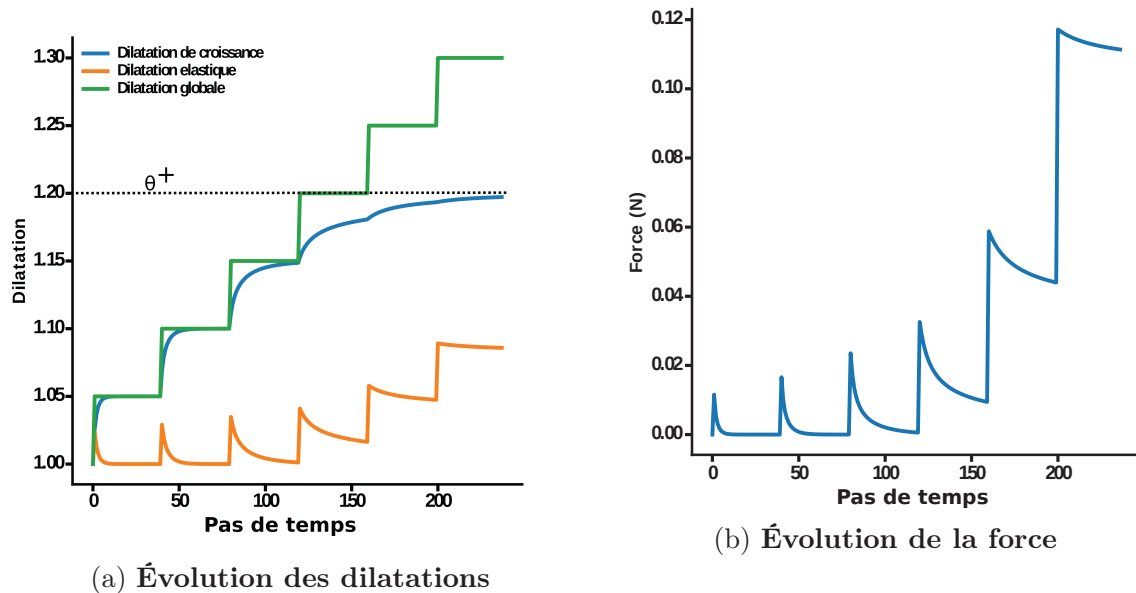 Dilatation de croissance
Dilatation elastique
Dilatation globale
θ+
Dilatation
1.30
1.25
1.20
1.15
1.10
1.05
1.00
0 50 100 150 200
Pas de temps
(a) Évolution des dilatations
Force (N)
0.12
0.10
0.08
0.06
0.04
0.02
0.00
0 50 100 150 200
Pas de temps
(b) Évolution de la force